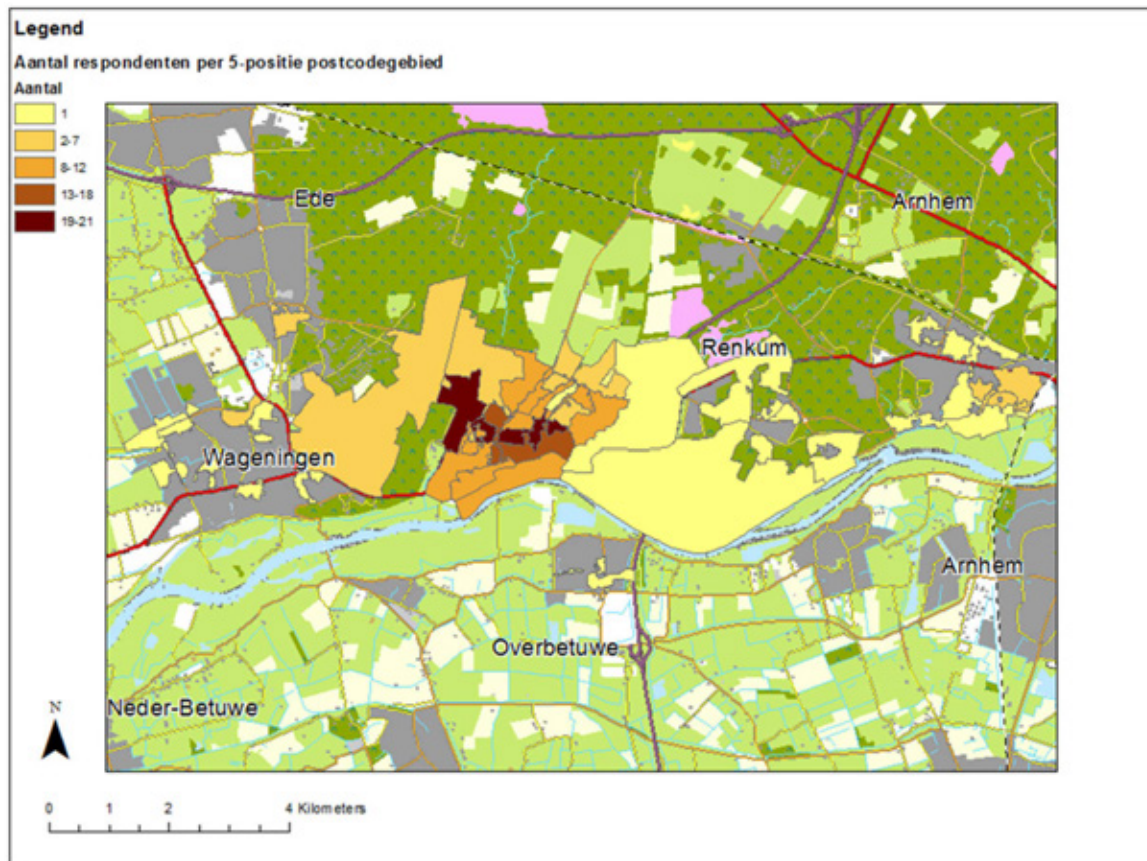 Legend
Aantal respondenten per 5-positie postcodegebied
Aantal
1
2-7
8-12
13-18
19-21
Ede
Arnhem
Renkum
Wageningen
Arnhem
Overbetuwe
Neder-Betuwe
N
0 1 2 4 Kilometers